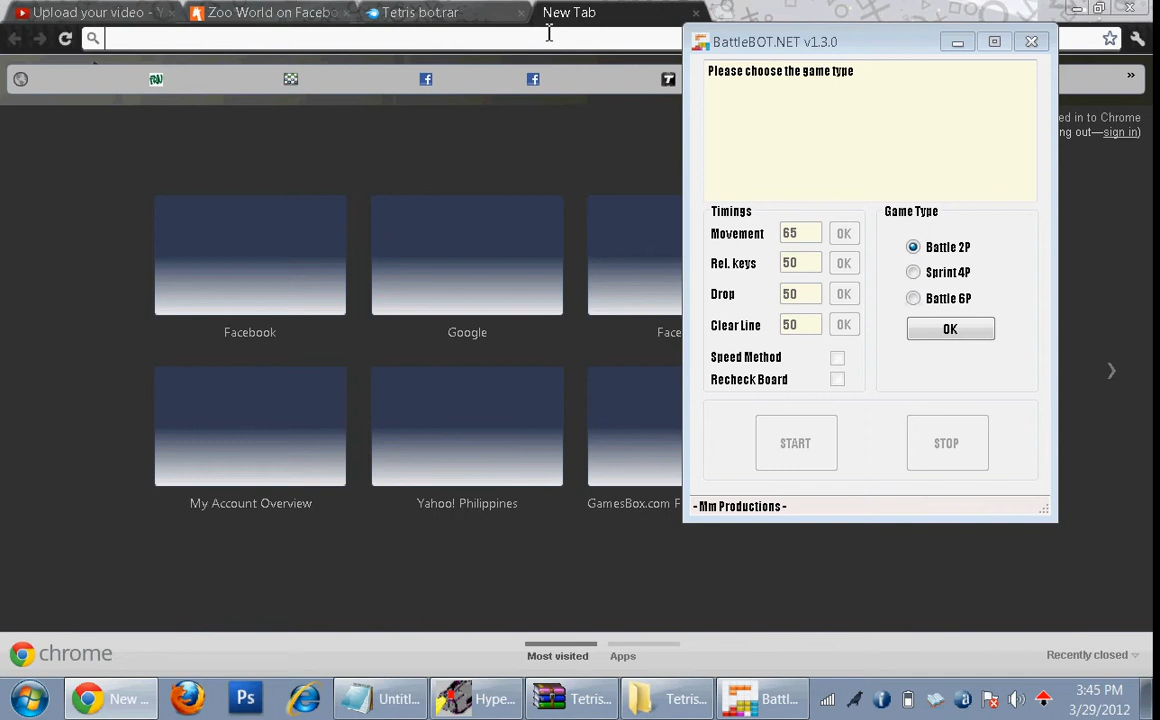 Upload your video - Y
Zoo World on Facebo
Tetris bot.rar
New Tab
BattleBOT.NET v1.3.0
Please choose the game type
ed in to Chrome
ng out—sign in)
Timings
Game Type
Movement 65 OK
Battle 2P
Rel. keys 50 OK
Sprint 4P
Drop 50 OK
Battle 6P
Clear Line 50 OK
OK
Speed Method
Recheck Board
Facebook
Google
Face
START
STOP
My Account Overview
Yahoo! Philippines
GamesBox.com F
- Mm Productions -
chrome
Most visited
Apps
Recently closed
New ...
Ps
Untitl...
Hype...
Tetris...
Tetris...
Battl...
3:45 PM
3/29/2012